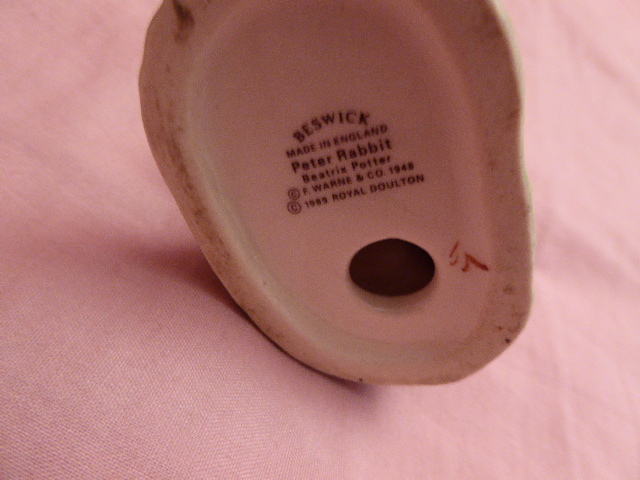 BESWICK
MADE IN ENGLAND
Peter Rabbit
Beatrix Potter
© F. WARNE & CO. 1948
© 1989 ROYAL DOULTON